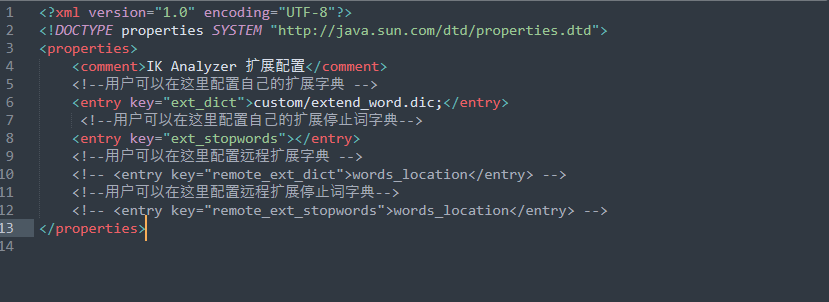 1 <?xml version="1.0" encoding="UTF-8"?>
2 <!DOCTYPE properties SYSTEM "http://java.sun.com/dtd/properties.dtd">
3 <properties>
4     <comment>IK Analyzer 扩展配置</comment>
5     <!--用户可以在这里配置自己的扩展字典 -->
6     <entry key="ext_dict">custom/extend_word.dic;</entry>
7      <!--用户可以在这里配置自己的扩展停止词字典-->
8     <entry key="ext_stopwords"></entry>
9     <!--用户可以在这里配置远程扩展字典 -->
10     <!-- <entry key="remote_ext_dict">words_location</entry> -->
11     <!--用户可以在这里配置远程扩展停止词字典-->
12     <!-- <entry key="remote_ext_stopwords">words_location</entry> -->
13 </properties>
14